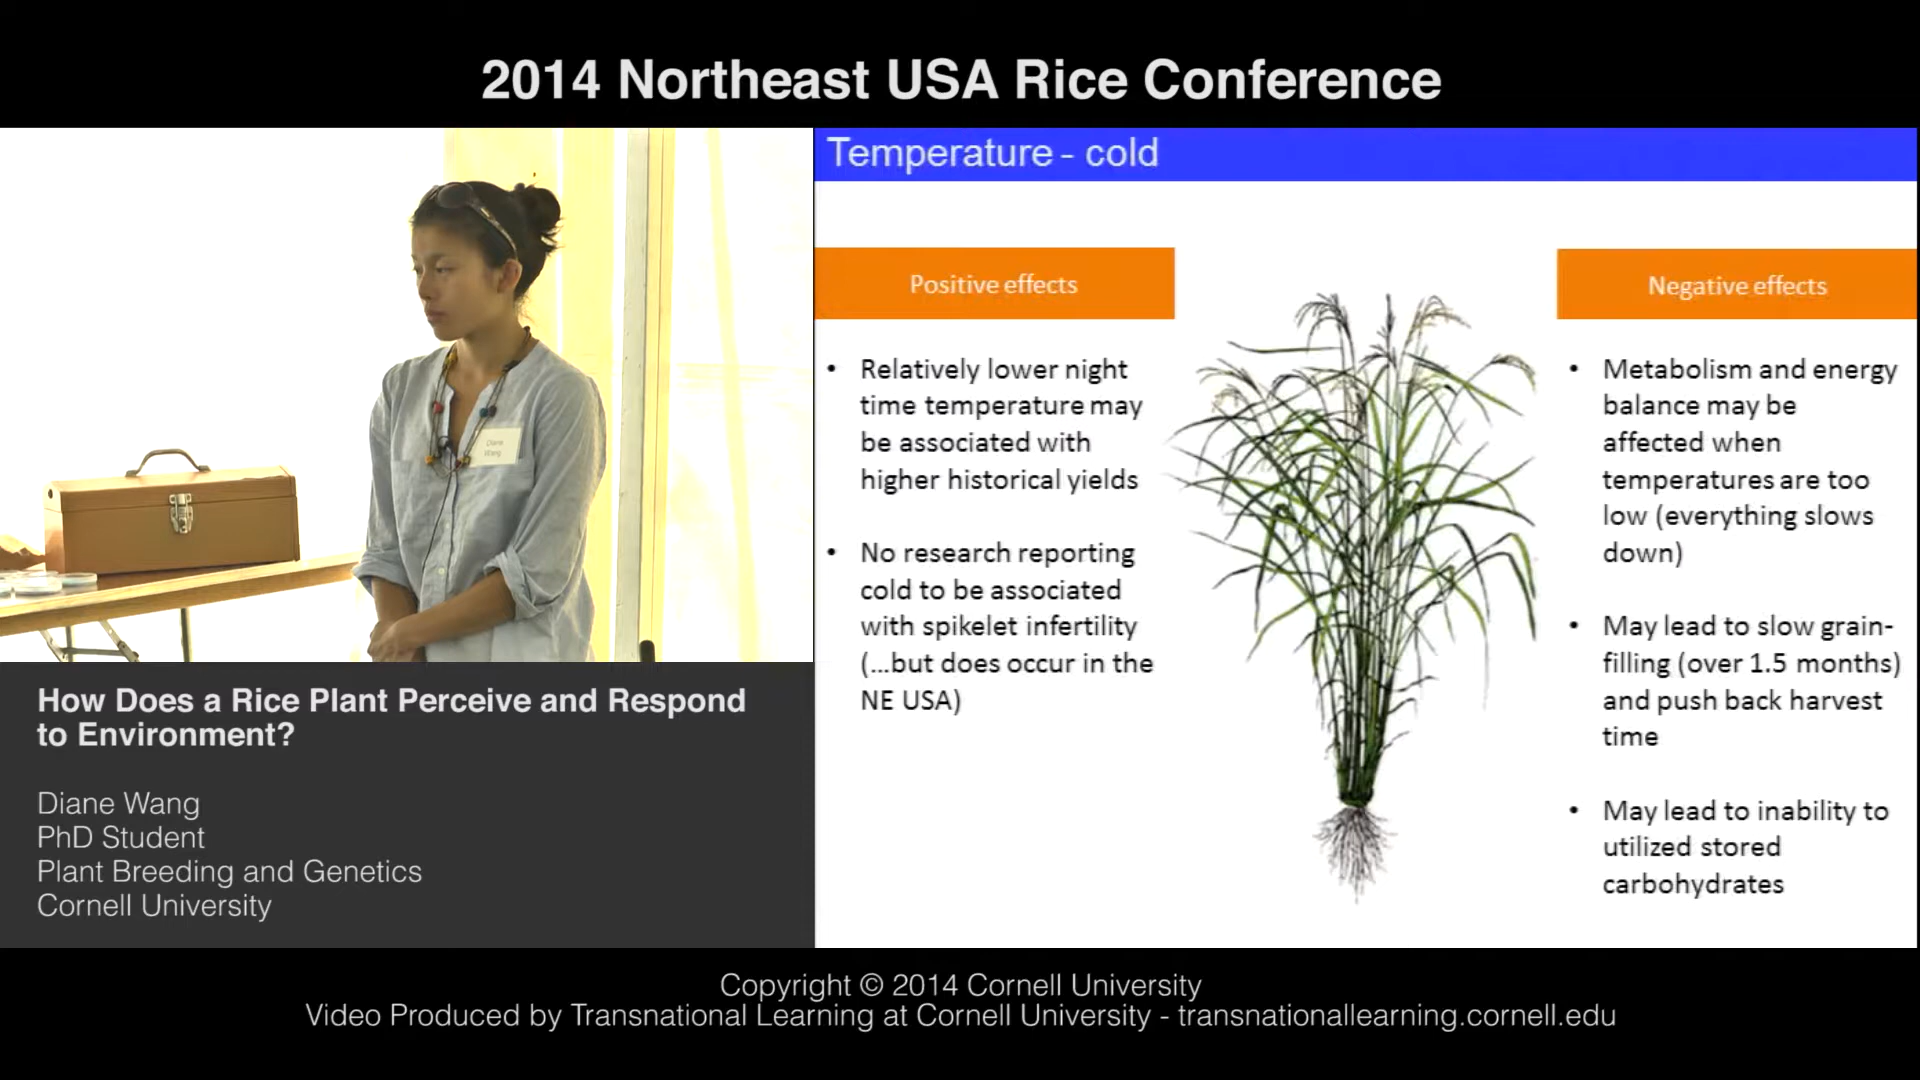 2014 Northeast USA Rice Conference
Diane
Wang
How Does a Rice Plant Perceive and Respond
to Environment?
Diane Wang
PhD Student
Plant Breeding and Genetics
Cornell University
Temperature - cold
Positive effects
• Relatively lower night
time temperature may
be associated with
higher historical yields
• No research reporting
cold to be associated
with spikelet infertility
(...but does occur in the
NE USA)
Negative effects
• Metabolism and energy
balance may be
affected when
temperatures are too
low (everything slows
down)
• May lead to slow grain-
filling (over 1.5 months)
and push back harvest
time
• May lead to inability to
utilized stored
carbohydrates
Copyright © 2014 Cornell University
Video Produced by Transnational Learning at Cornell University - transnationallearning.cornell.edu